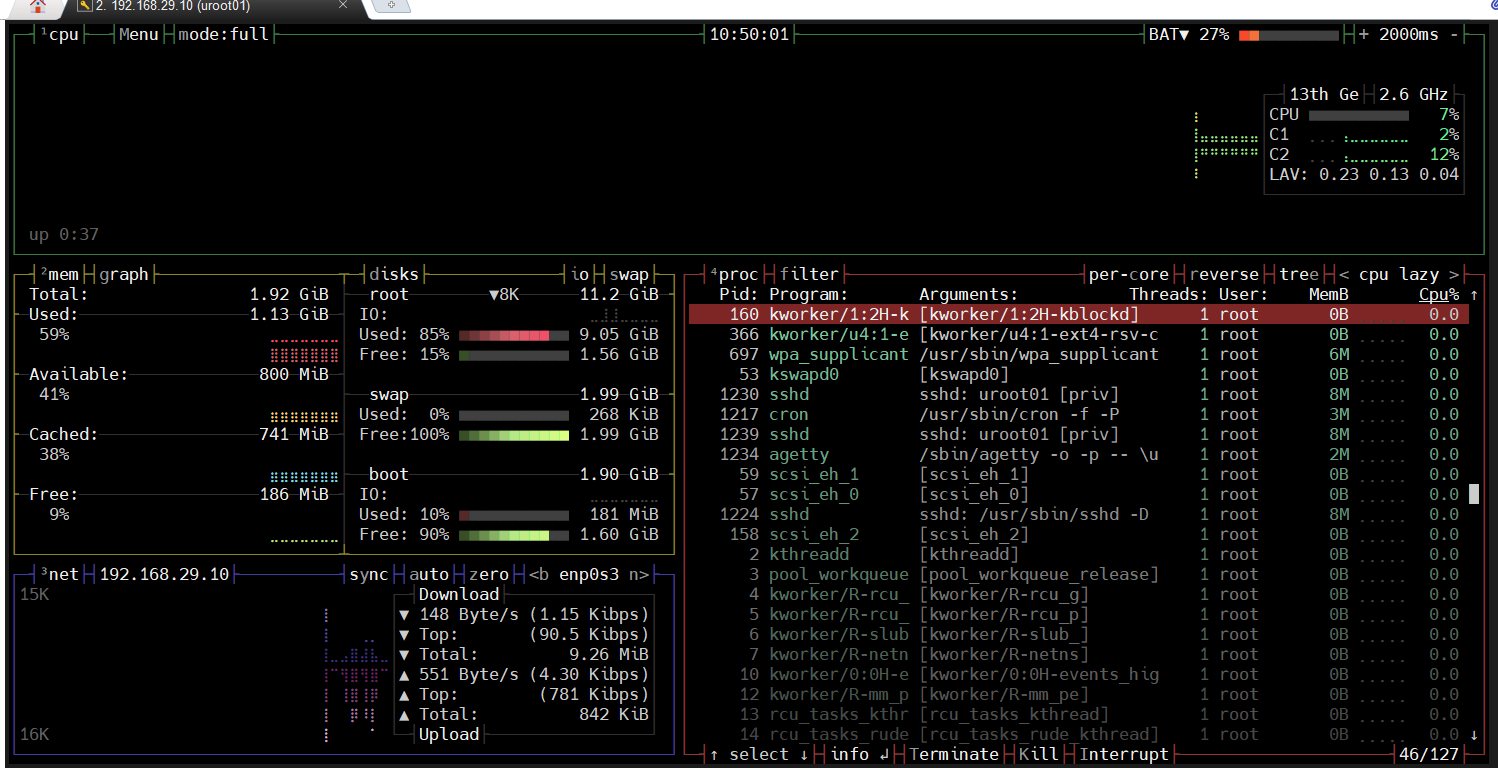 2. 192.168.29.10 (uroot01)
¹cpu Menu mode:full 10:50:01 BAT▼ 27% + 2000ms -
13th Ge 2.6 GHz
CPU 7%
C1 2%
C2 12%
LAV: 0.23 0.13 0.04
up 0:37
²mem graph
Total: 1.92 GiB
Used: 1.13 GiB
59%
Available: 800 MiB
41%
Cached: 741 MiB
38%
Free: 186 MiB
9%
disks io swap
root ▼8K 11.2 GiB
IO:
Used: 85% 9.05 GiB
Free: 15% 1.56 GiB
swap 1.99 GiB
Used: 0% 268 KiB
Free:100% 1.99 GiB
boot 1.90 GiB
IO:
Used: 10% 181 MiB
Free: 90% 1.60 GiB
³net 192.168.29.10 sync auto zero <b enp0s3 n>
15K
16K
Download
▼ 148 Byte/s (1.15 Kibps)
▼ Top: (90.5 Kibps)
▼ Total: 9.26 MiB
▲ 551 Byte/s (4.30 Kibps)
▲ Top: (781 Kibps)
▲ Total: 842 KiB
Upload
⁴proc filter per-core reverse tree < cpu lazy >
Pid: Program: Arguments: Threads: User: MemB Cpu% ↑
160 kworker/1:2H-k [kworker/1:2H-kblockd] 1 root 0B 0.0
366 kworker/u4:1-e [kworker/u4:1-ext4-rsv-c 1 root 0B 0.0
697 wpa_supplicant /usr/sbin/wpa_supplicant 1 root 6M 0.0
53 kswapd0 [kswapd0] 1 root 0B 0.0
1230 sshd sshd: uroot01 [priv] 1 root 8M 0.0
1217 cron /usr/sbin/cron -f -P 1 root 3M 0.0
1239 sshd sshd: uroot01 [priv] 1 root 8M 0.0
1234 agetty /sbin/agetty -o -p -- \u 1 root 2M 0.0
59 scsi_eh_1 [scsi_eh_1] 1 root 0B 0.0
57 scsi_eh_0 [scsi_eh_0] 1 root 0B 0.0
1224 sshd sshd: /usr/sbin/sshd -D 1 root 8M 0.0
158 scsi_eh_2 [scsi_eh_2] 1 root 0B 0.0
2 kthreadd [kthreadd] 1 root 0B 0.0
3 pool_workqueue [pool_workqueue_release] 1 root 0B 0.0
4 kworker/R-rcu_ [kworker/R-rcu_g] 1 root 0B 0.0
5 kworker/R-rcu_ [kworker/R-rcu_p] 1 root 0B 0.0
6 kworker/R-slub [kworker/R-slub_] 1 root 0B 0.0
7 kworker/R-netn [kworker/R-netns] 1 root 0B 0.0
10 kworker/0:0H-e [kworker/0:0H-events_hig 1 root 0B 0.0
12 kworker/R-mm_p [kworker/R-mm_pe] 1 root 0B 0.0
13 rcu_tasks_kthr [rcu_tasks_kthread] 1 root 0B 0.0
14 rcu_tasks_rude [rcu_tasks_rude_kthread] 1 root 0B 0.0 ↓
↑ select ↓ info ↲ Terminate Kill Interrupt 46/127